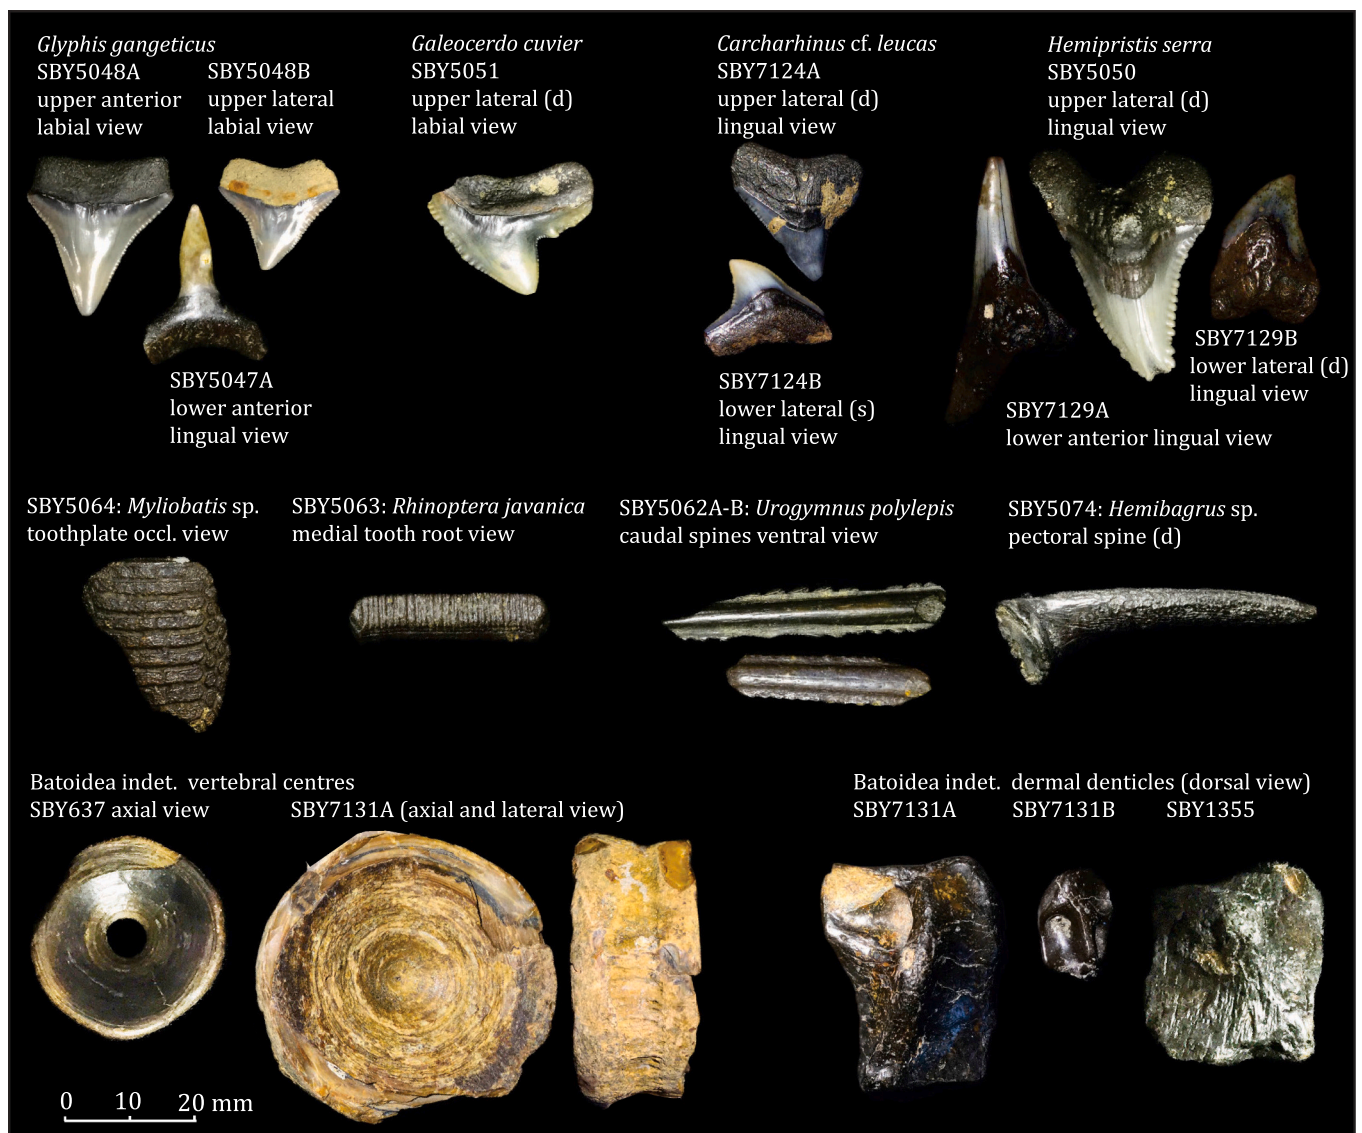 Glyphis gangeticus
SBY5048A
upper anterior
labial view
SBY5048B
upper lateral
labial view
SBY5047A
lower anterior
lingual view
Galeocerdo cuvier
SBY5051
upper lateral (d)
labial view
Carcharhinus cf. leucas
SBY7124A
upper lateral (d)
lingual view
SBY7124B
lower lateral (s)
lingual view
Hemipristis serra
SBY5050
upper lateral (d)
lingual view
SBY7129B
lower lateral (d)
lingual view
SBY7129A
lower anterior lingual view
SBY5064: Myliobatis sp.
toothplate occl. view
SBY5063: Rhinoptera javanica
medial tooth root view
SBY5062A-B: Urogymnus polylepis
caudal spines ventral view
SBY5074: Hemibagrus sp.
pectoral spine (d)
Batoidea indet. vertebral centres
SBY637 axial view
SBY7131A (axial and lateral view)
Batoidea indet. dermal denticles (dorsal view)
SBY7131A
SBY7131B
SBY1355
0 10 20 mm